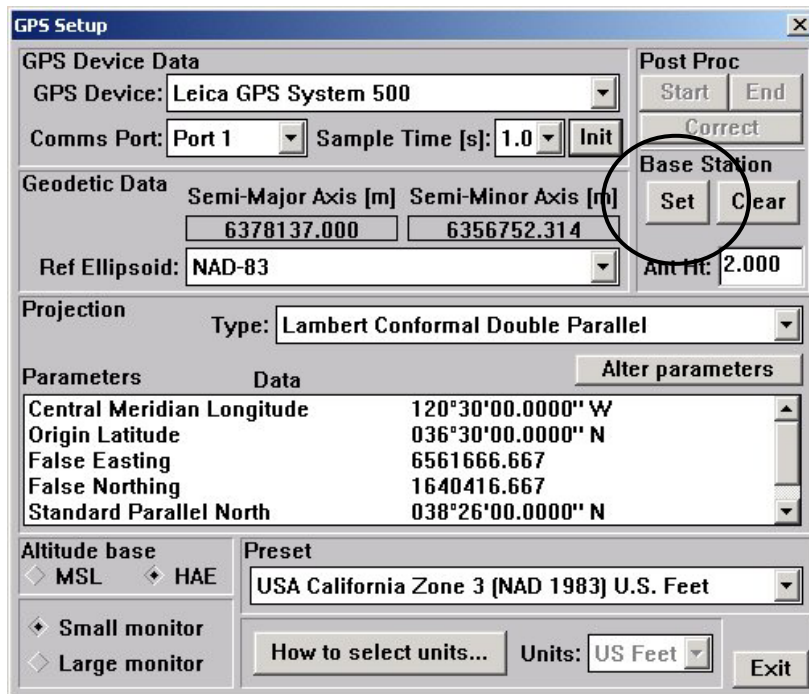 GPS Setup
GPS Device Data
GPS Device: Leica GPS System 500
Comms Port: Port 1 Sample Time [s]: 1.0 Init
Post Proc
Start End
Correct
Base Station
Set Clear
Ant Ht: 2.000
Geodetic Data
Semi-Major Axis [m] Semi-Minor Axis [m]
6378137.000 6356752.314
Ref Ellipsoid: NAD-83
Projection
Type: Lambert Conformal Double Parallel
Alter parameters
Parameters Data
Central Meridian Longitude 120°30'00.0000" W
Origin Latitude 036°30'00.0000" N
False Easting 6561666.667
False Northing 1640416.667
Standard Parallel North 038°26'00.0000" N
Altitude base
MSL HAE
Preset
USA California Zone 3 (NAD 1983) U.S. Feet
Small monitor
Large monitor
How to select units... Units: US Feet
Exit